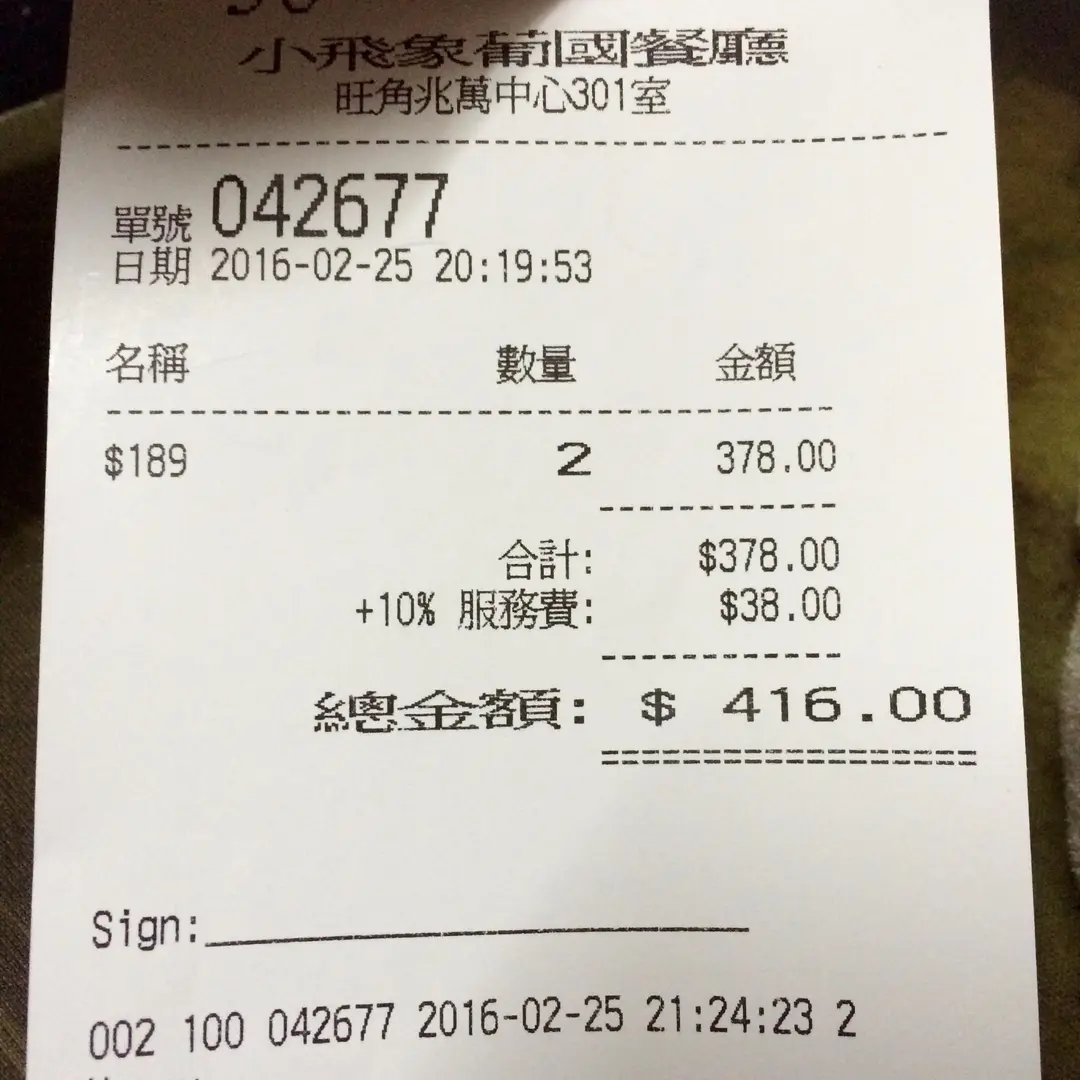 小飛象葡國餐廳
旺角兆萬中心301室
單號 042677
日期 2016-02-25 20:19:53
名稱 數量 金額
$189 2 378.00
合計: $378.00
+10% 服務費: $38.00
總金額: $ 416.00
Sign:
002 100 042677 2016-02-25 21:24:23 2